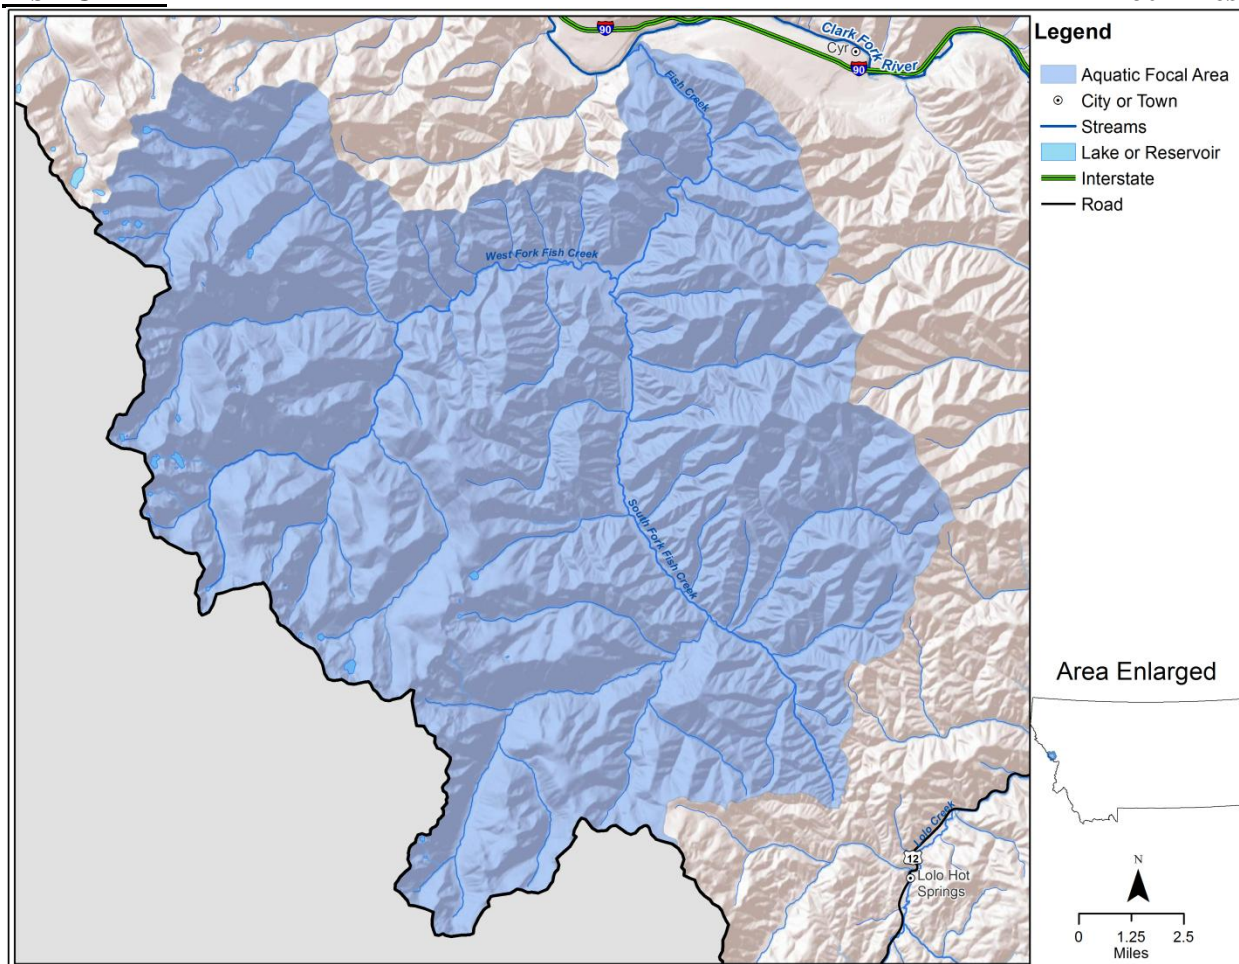 90
Clark Fork
River
Cyr
90
Fish Creek
West Fork Fish Creek
South Fork Fish Creek
Lolo Creek
12
Lolo Hot
Springs
Legend
Aquatic Focal Area
City or Town
Streams
Lake or Reservoir
Interstate
Road
Area Enlarged
N
0 1.25 2.5
Miles